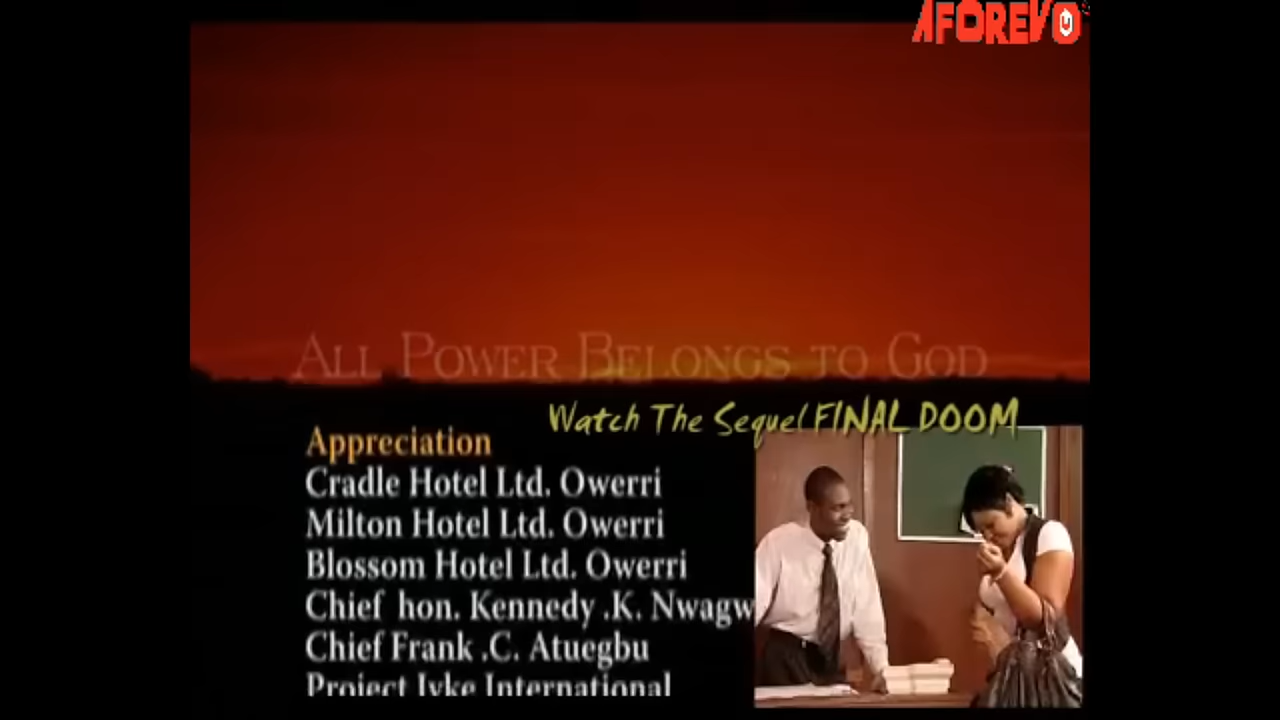 AFOREVO
All Power Belongs to God
Watch The Sequel FINAL DOOM
Appreciation
Cradle Hotel Ltd. Owerri
Milton Hotel Ltd. Owerri
Blossom Hotel Ltd. Owerri
Chief hon. Kennedy .K.
Chief Frank .C. Atuegbu
Project Iyke International